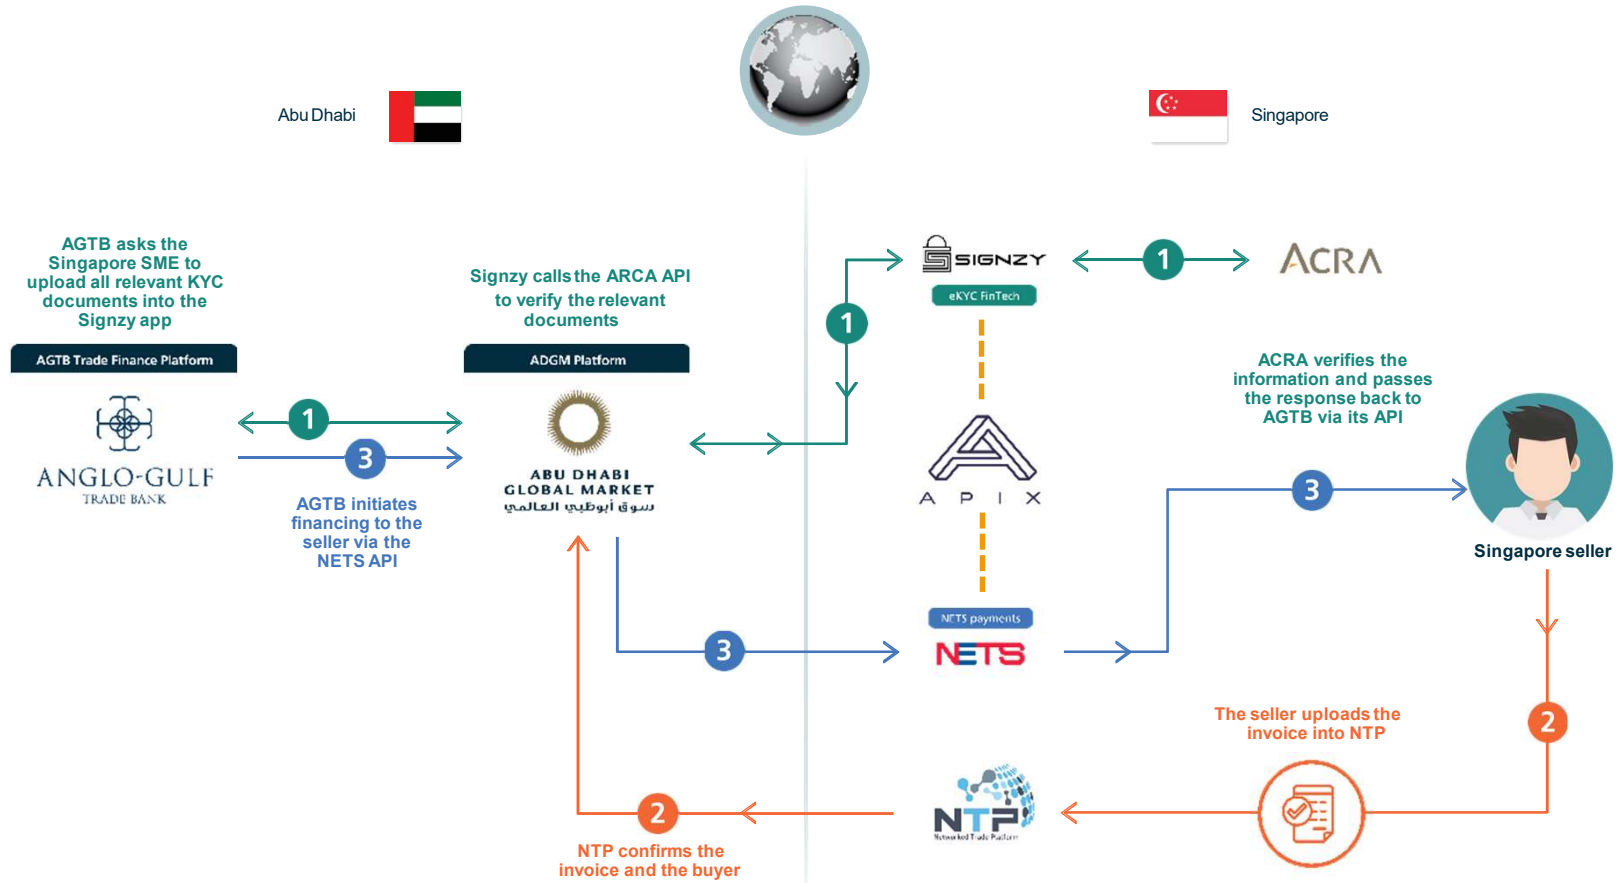 Abu Dhabi
Singapore
AGTB asks the
Singapore SME to
upload all relevant KYC
documents into the
Signzy app
AGTB Trade Finance Platform
ANGLO-GULF
TRADE BANK
1
3
AGTB initiates
financing to the
seller via the
NETS API
Signzy calls the ARCA API
to verify the relevant
documents
ADGM Platform
ABU DHABI
GLOBAL MARKET
سوق أبوظبي العالمي
1
SIGNZY
eKYC FinTech
1
ACRA
ACRA verifies the
information and passes
the response back to
AGTB via its API
APIX
3
Singapore seller
3
NETS payments
NETS
The seller uploads the
invoice into NTP
2
NTP
Networked Trade Platform
2
NTP confirms the
invoice and the buyer